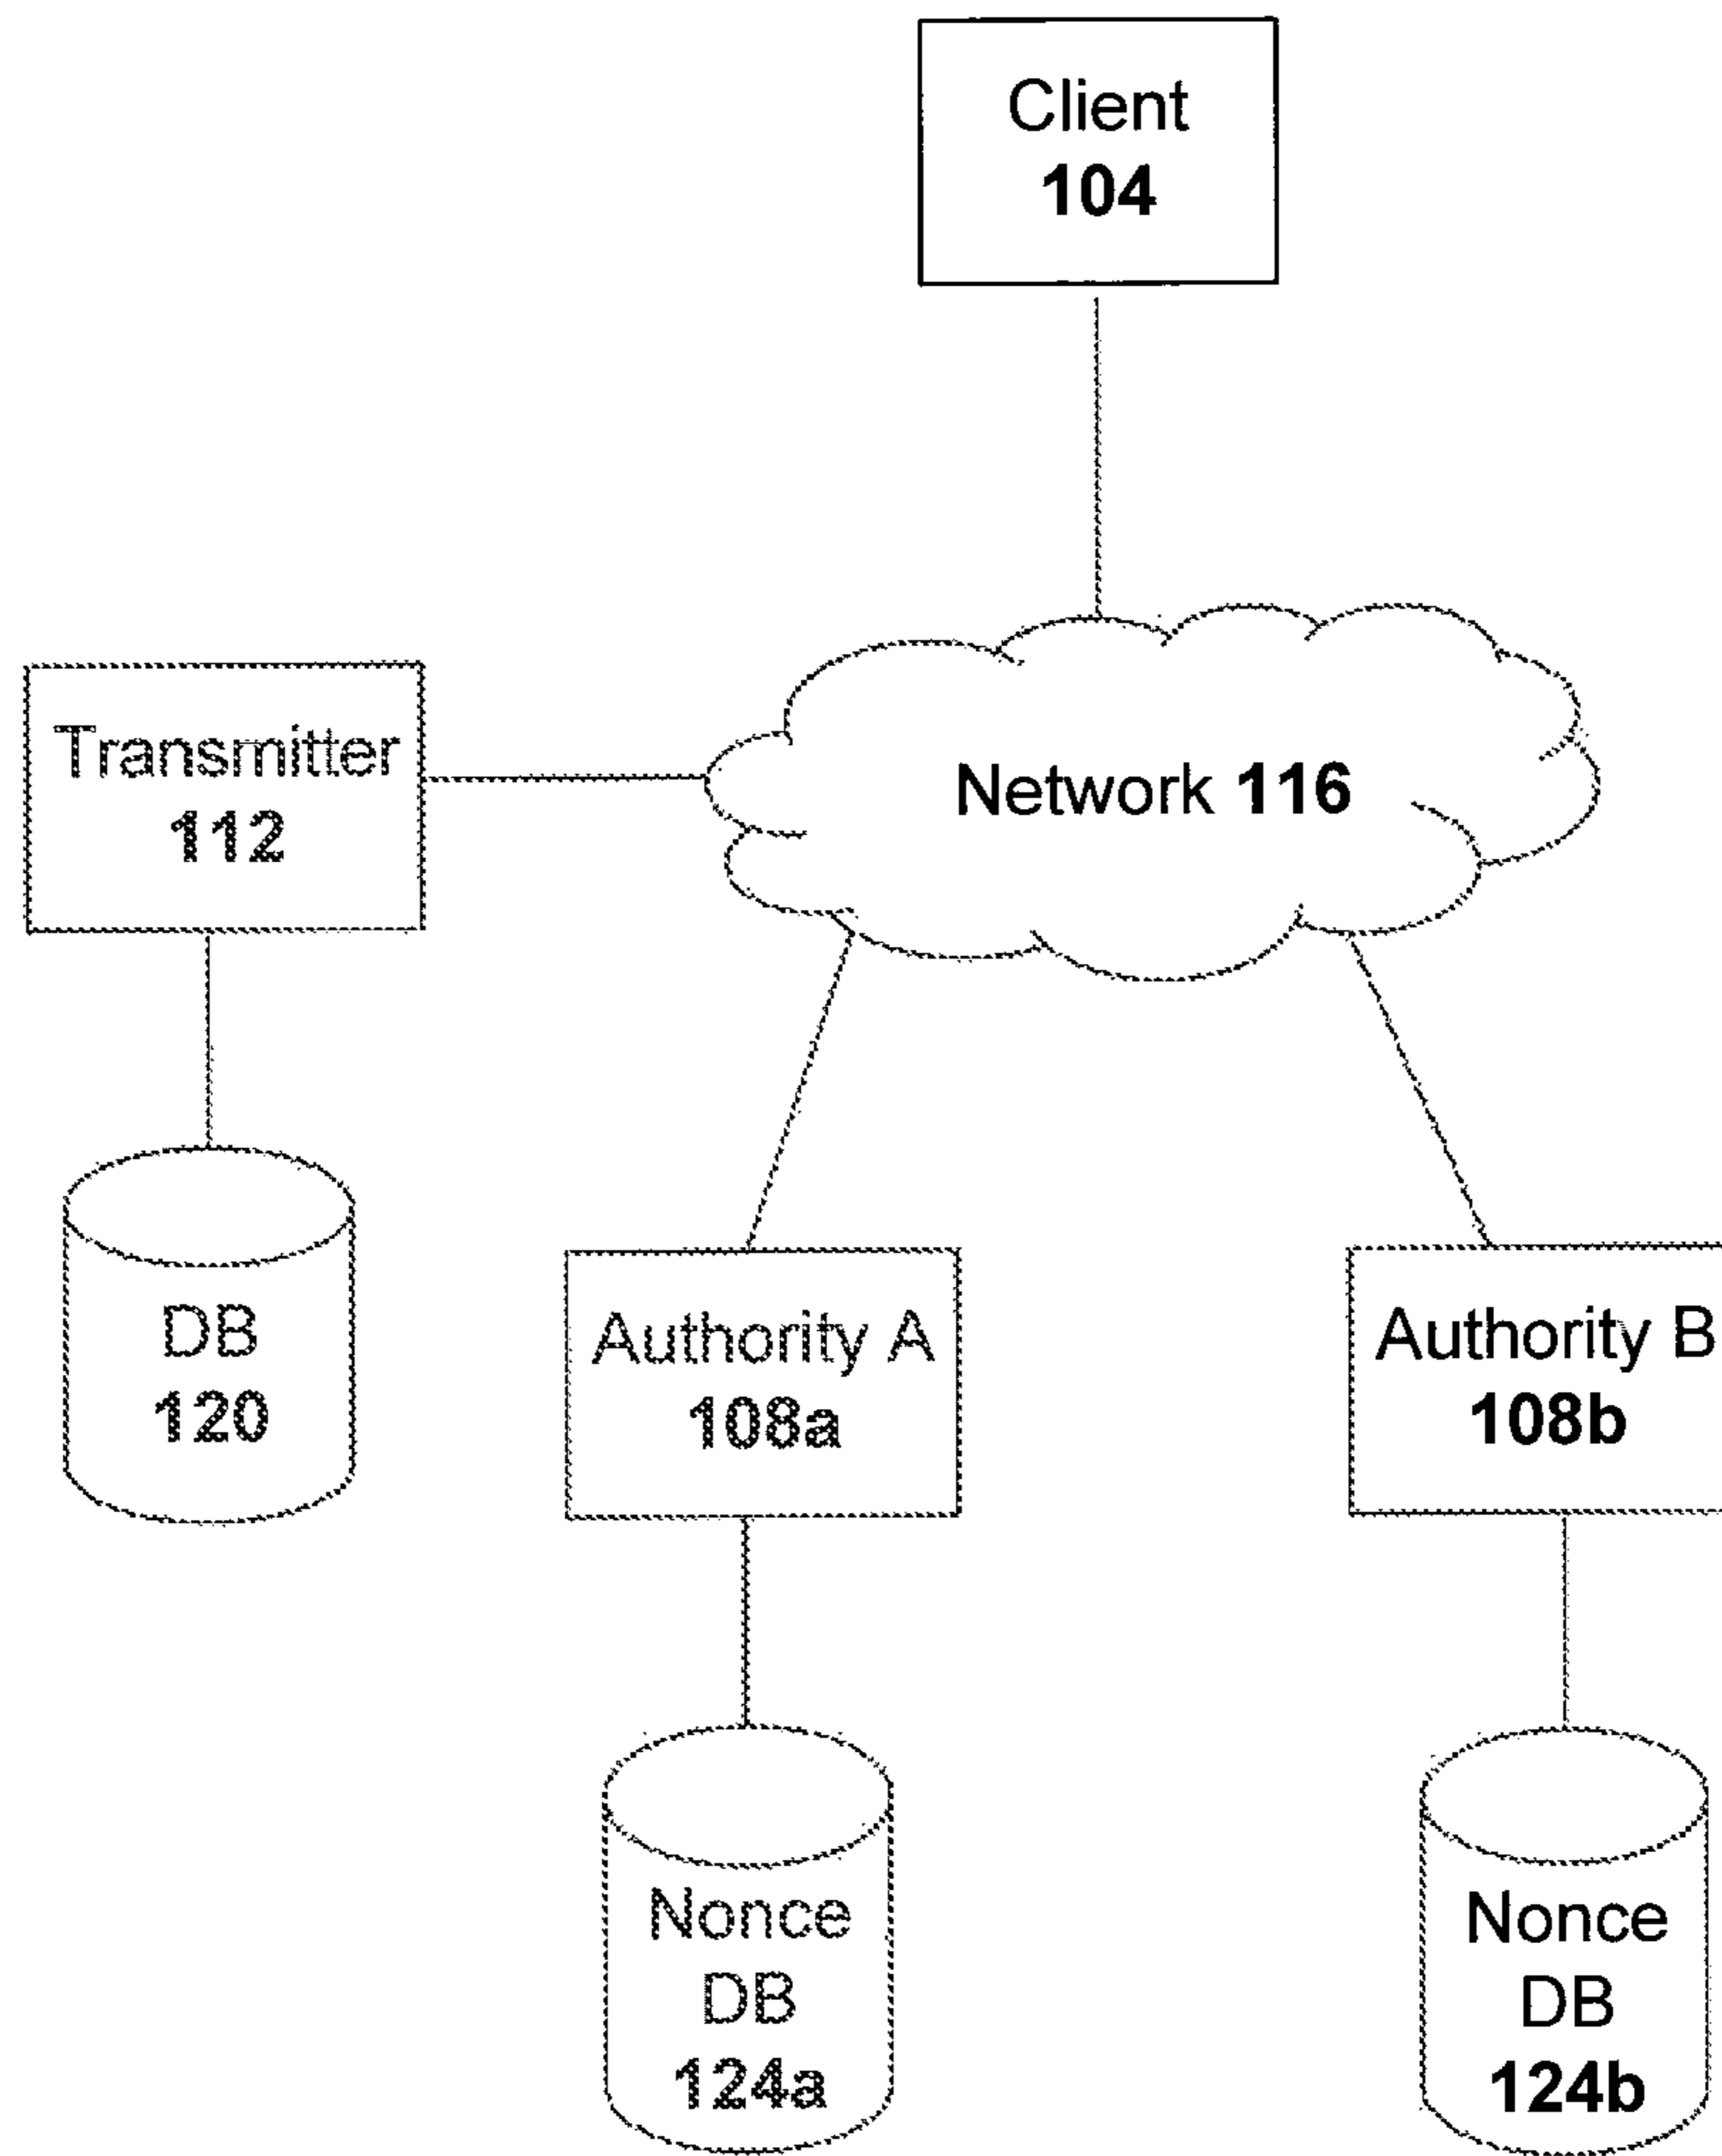 Client
104
Network 116
Transmitter
112
DB
120
Authority A
108a
Authority B
108b
Nonce
DB
124a
Nonce
DB
124b